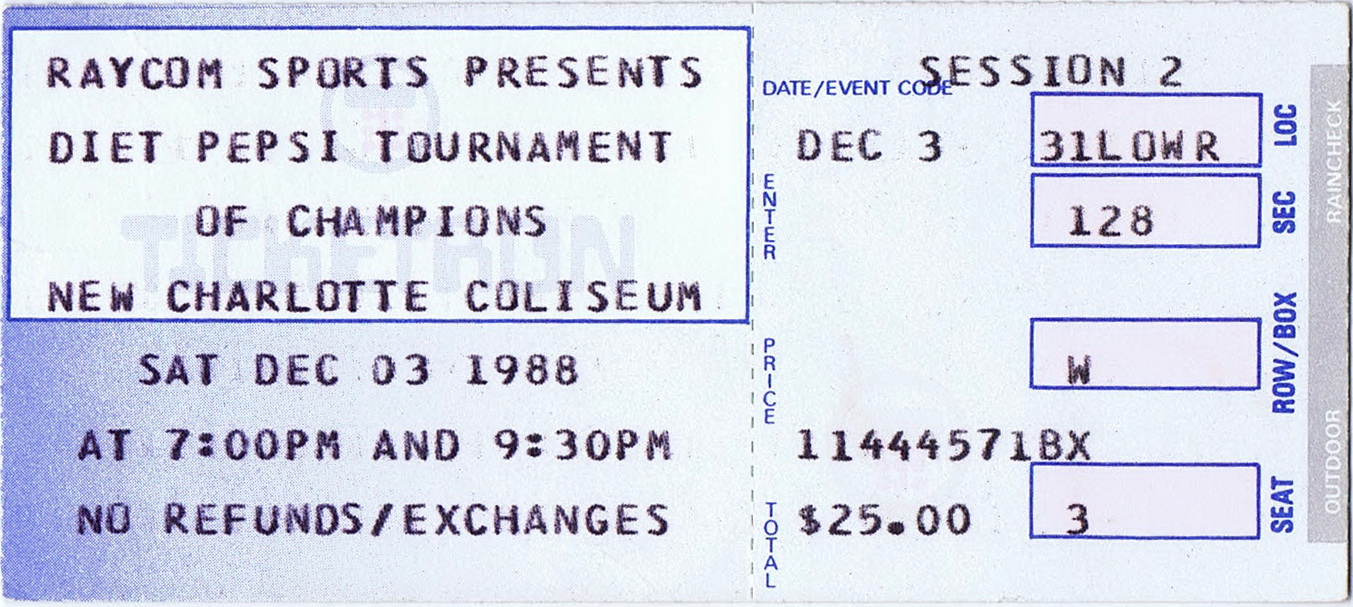 RAYCOM SPORTS PRESENTS
DIET PEPSI TOURNAMENT
OF CHAMPIONS
NEW CHARLOTTE COLISEUM
SAT DEC 03 1988
AT 7:00PM AND 9:30PM
NO REFUNDS/EXCHANGES
TICKETRON
SESSION 2
DATE/EVENT CODE
DEC 3
31LOWR
LOC
ENTER
128
SEC
PRICE
W
ROW/BOX
114444571BX
TOTAL
$25.00
3
SEAT
RAINCHECK
OUTDOOR